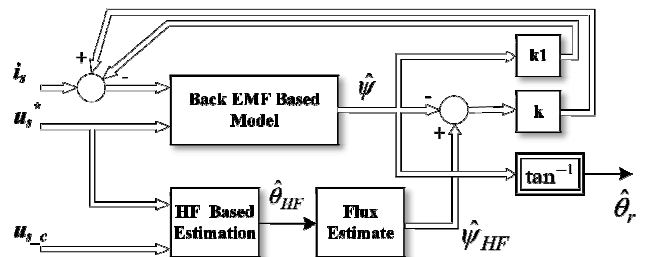 +
-
k1
i_s
Back EMF Based
Model
ψ̂
-
+
k
u_s*
tan⁻¹
θ̂_r
HF Based
Estimation
θ̂_HF
Flux
Estimate
ψ̂_HF
u_s_c